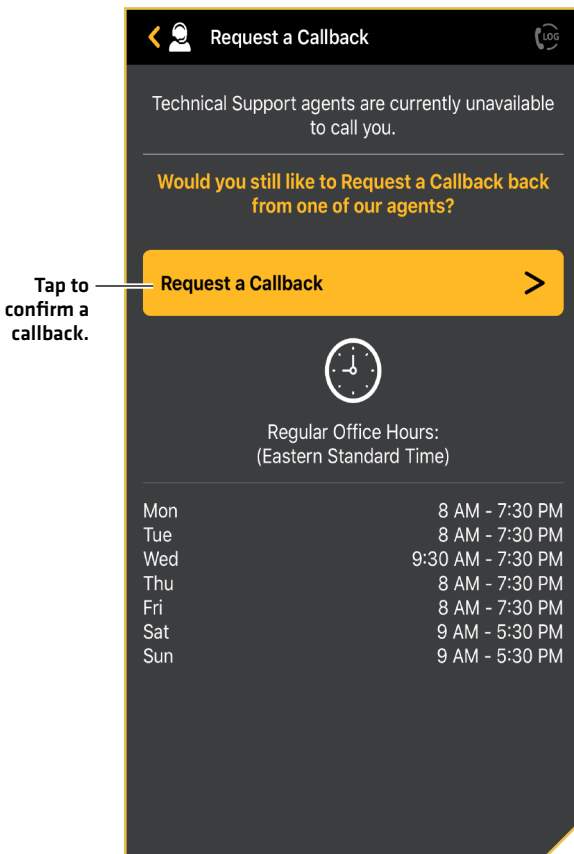 Request a Callback
LOG
Technical Support agents are currently unavailable
to call you.
Would you still like to Request a Callback back
from one of our agents?
Tap to
confirm a
callback.
Request a Callback
Regular Office Hours:
(Eastern Standard Time)
Mon 8 AM - 7:30 PM
Tue 8 AM - 7:30 PM
Wed 9:30 AM - 7:30 PM
Thu 8 AM - 7:30 PM
Fri 8 AM - 7:30 PM
Sat 9 AM - 5:30 PM
Sun 9 AM - 5:30 PM